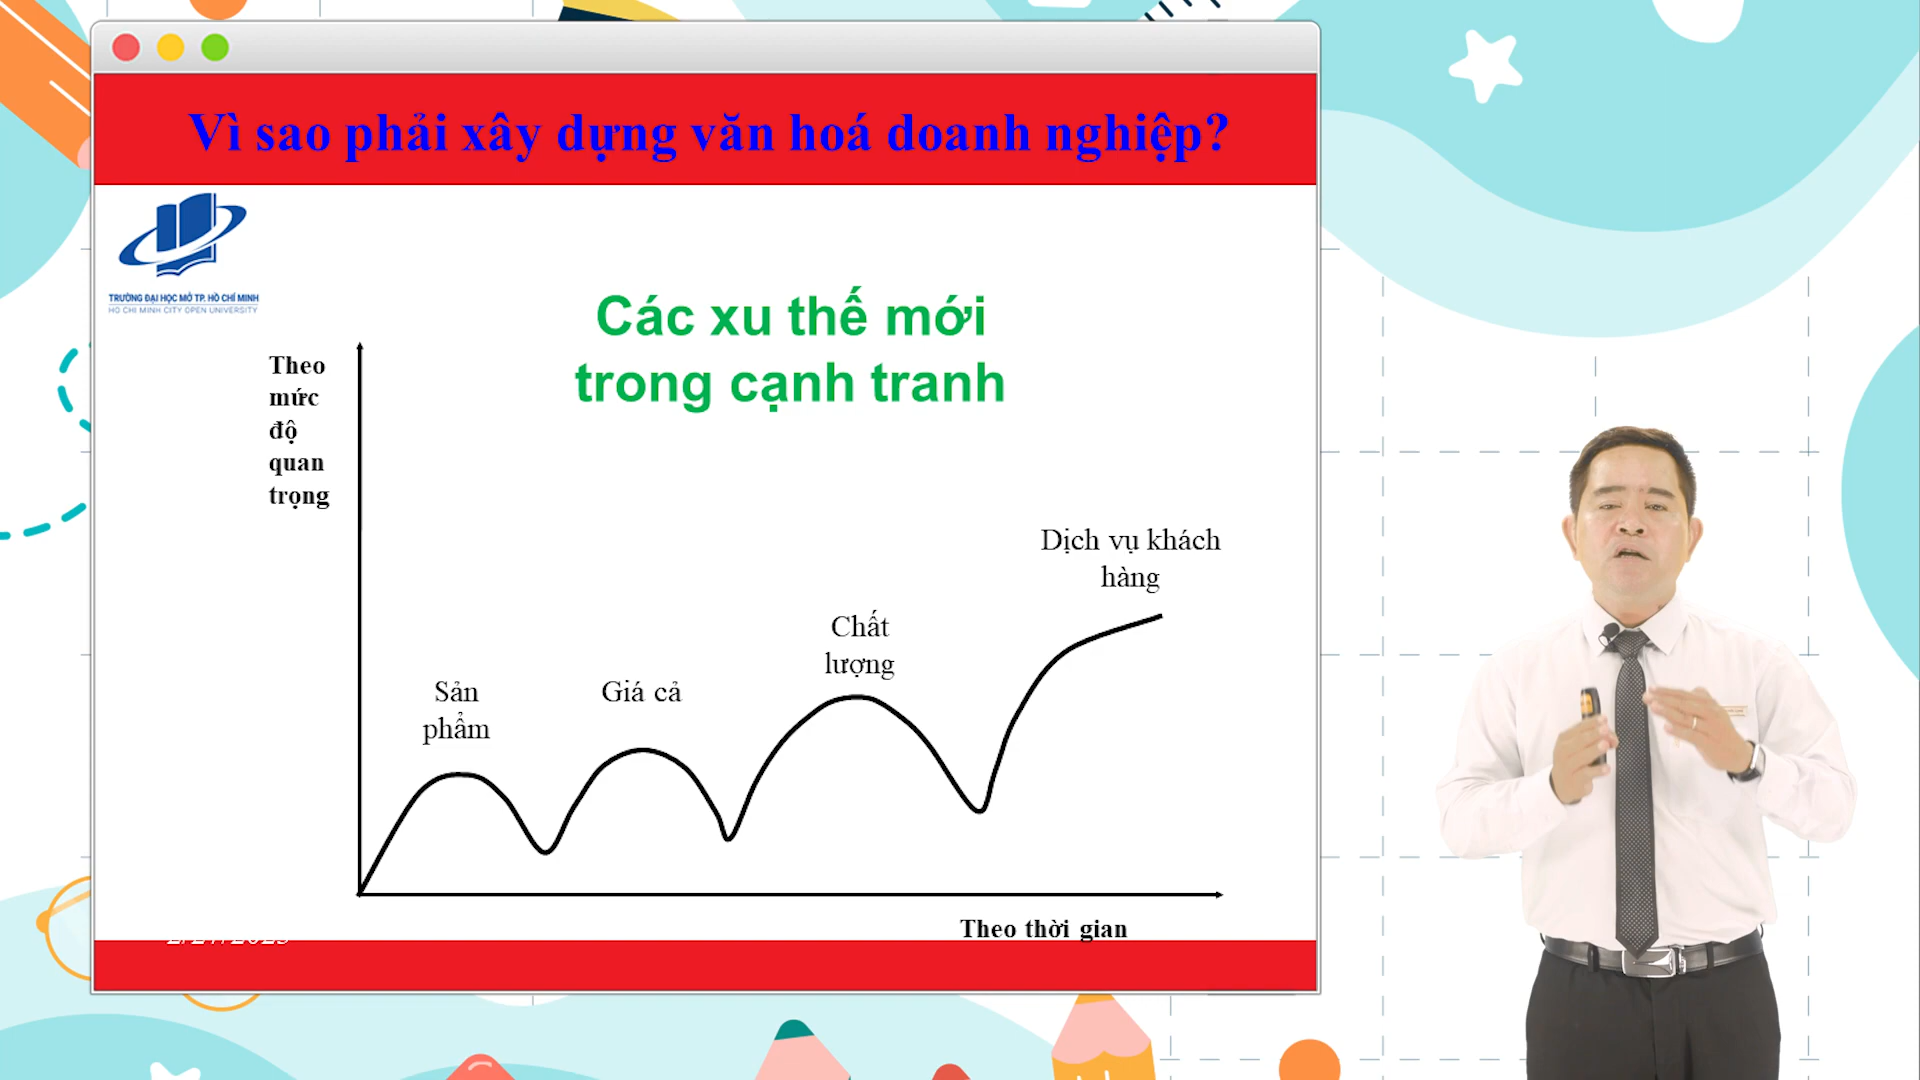 Vì sao phải xây dựng văn hoá doanh nghiệp?
TRƯỜNG ĐẠI HỌC MỞ TP. HỒ CHÍ MINH
HO CHI MINH CITY OPEN UNIVERSITY
Các xu thế mới
trong cạnh tranh
Theo
mức
độ
quan
trọng
Dịch vụ khách
hàng
Chất
lượng
Giá cả
Sản
phẩm
Theo thời gian